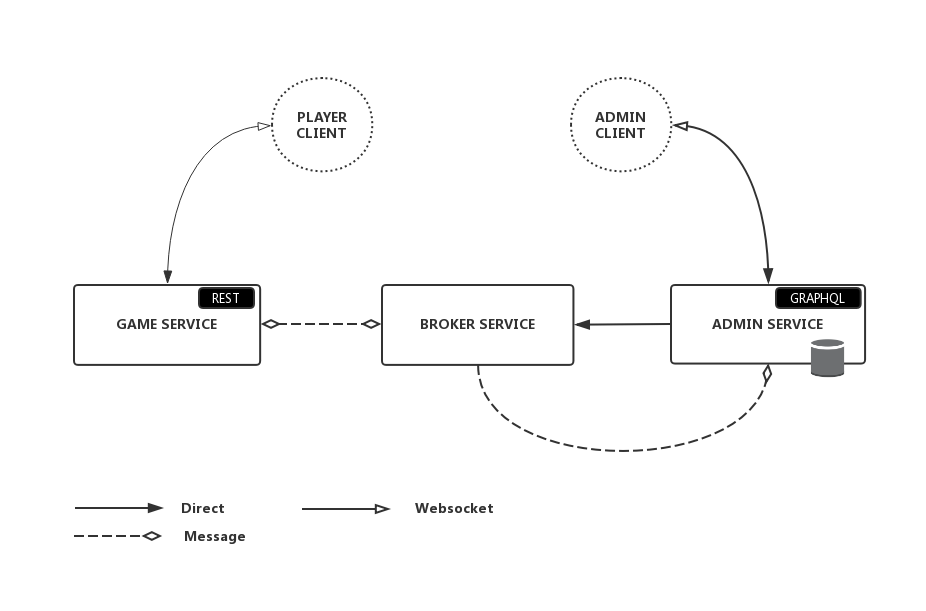 PLAYER
CLIENT
ADMIN
CLIENT
REST
GAME SERVICE
BROKER SERVICE
GRAPHQL
ADMIN SERVICE
Direct
Websocket
Message